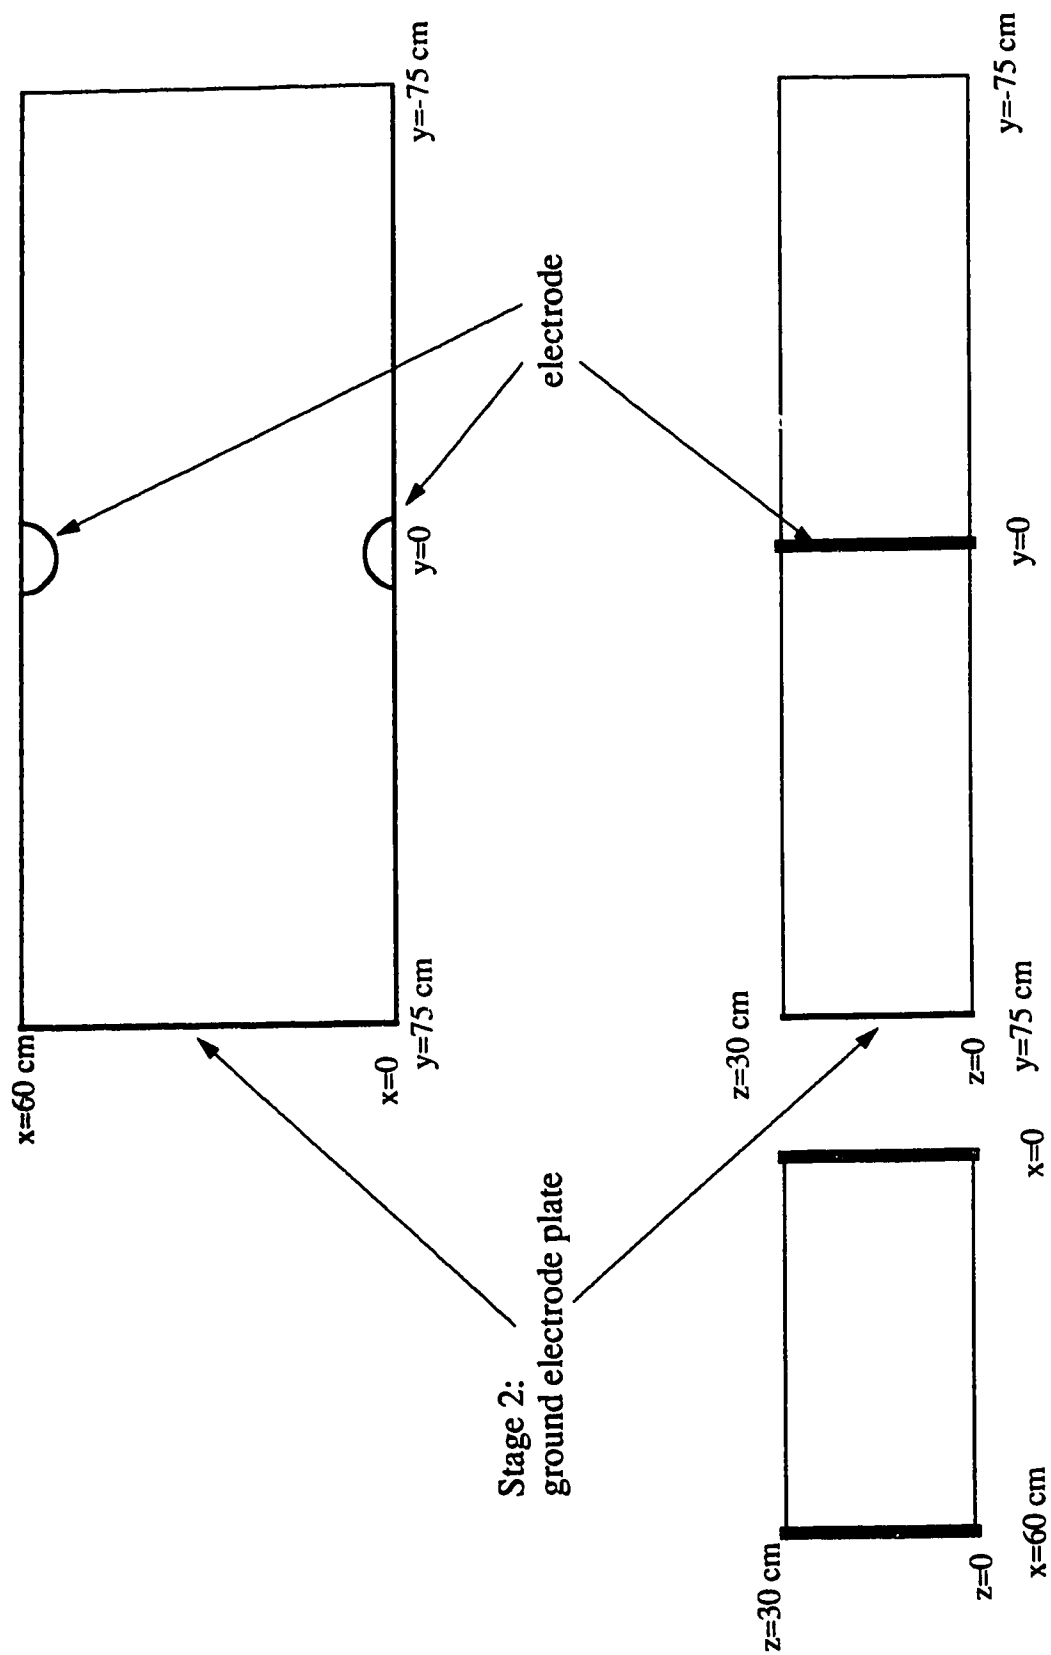 x=60 cm
x=0
y=75 cm
y=0
y=-75 cm
Stage 2:
ground electrode plate
electrode
z=30 cm
z=0
x=60 cm
x=0
z=30 cm
z=0
y=75 cm
y=0
y=-75 cm